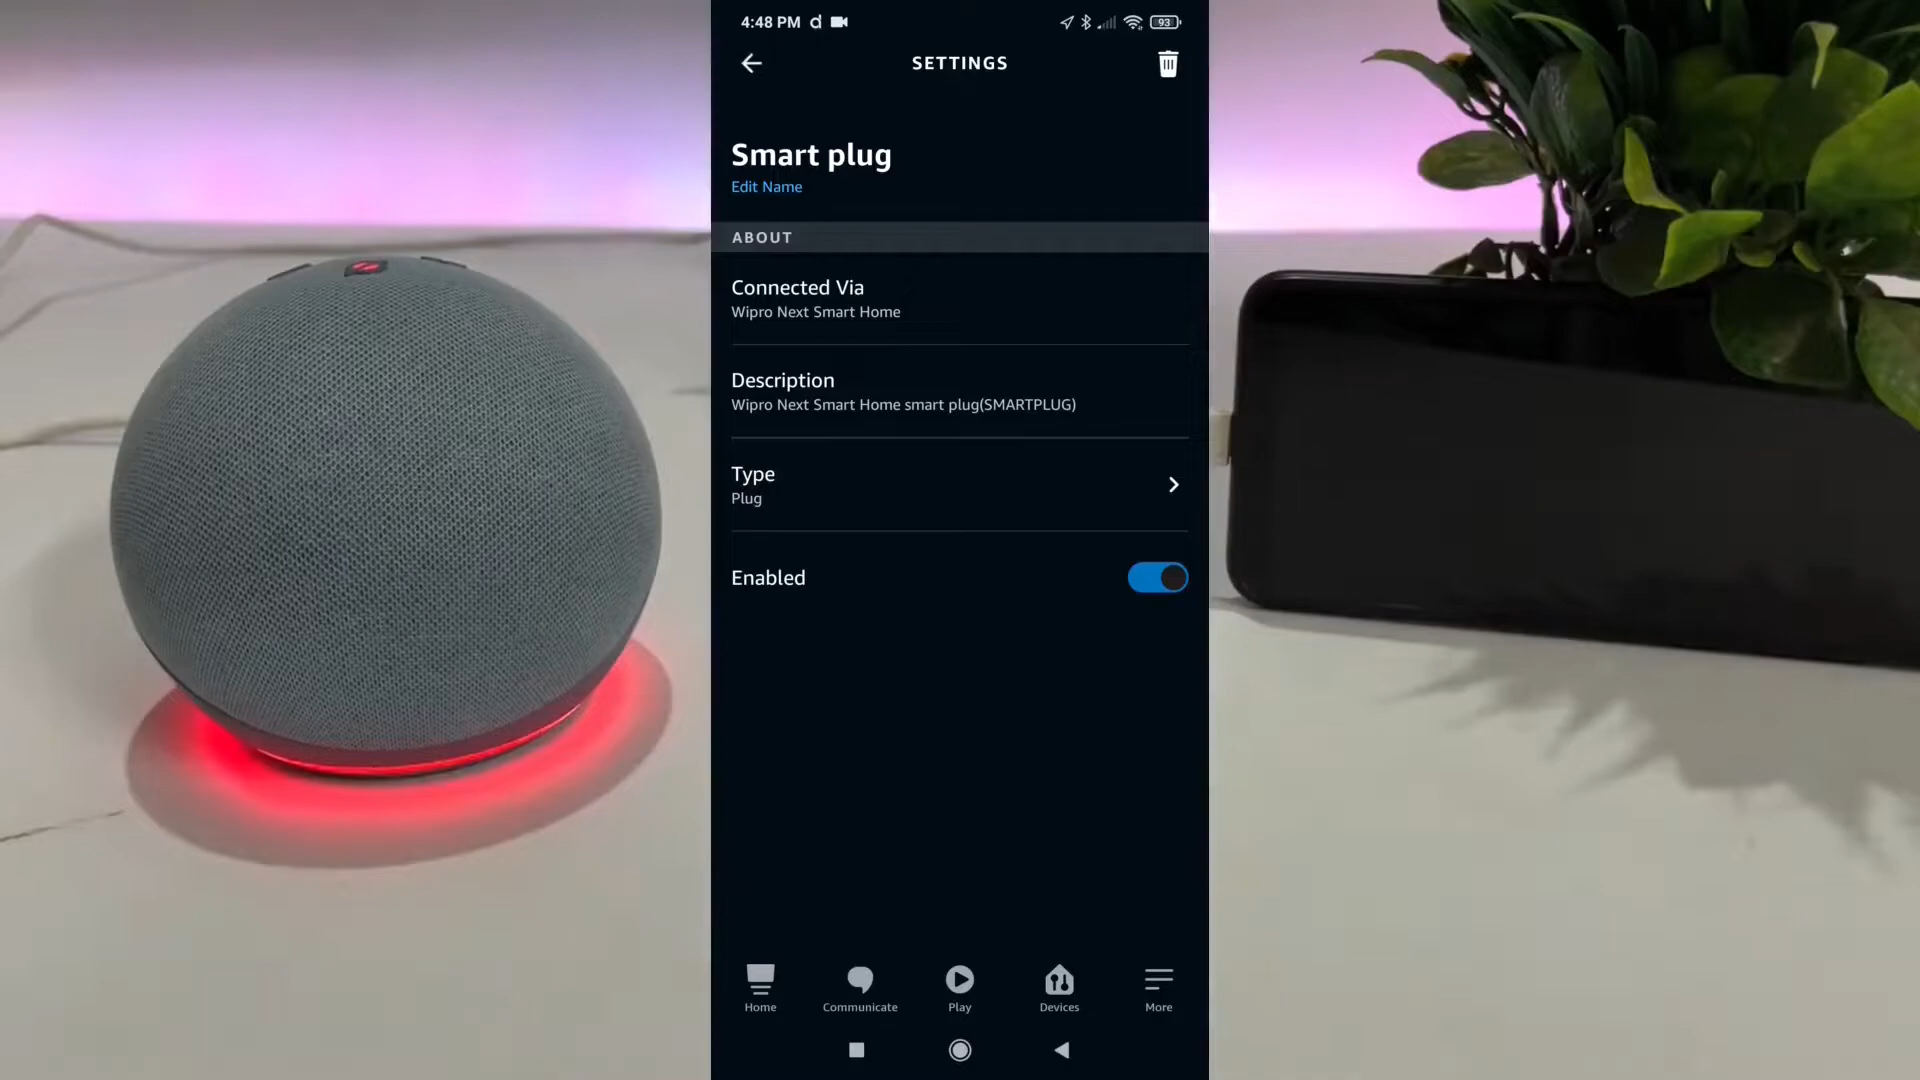 4:48 PM
93
SETTINGS
Smart plug
Edit Name
ABOUT
Connected Via
Wipro Next Smart Home
Description
Wipro Next Smart Home smart plug(SMARTPLUG)
Type
Plug
Enabled
Home
Communicate
Play
Devices
More